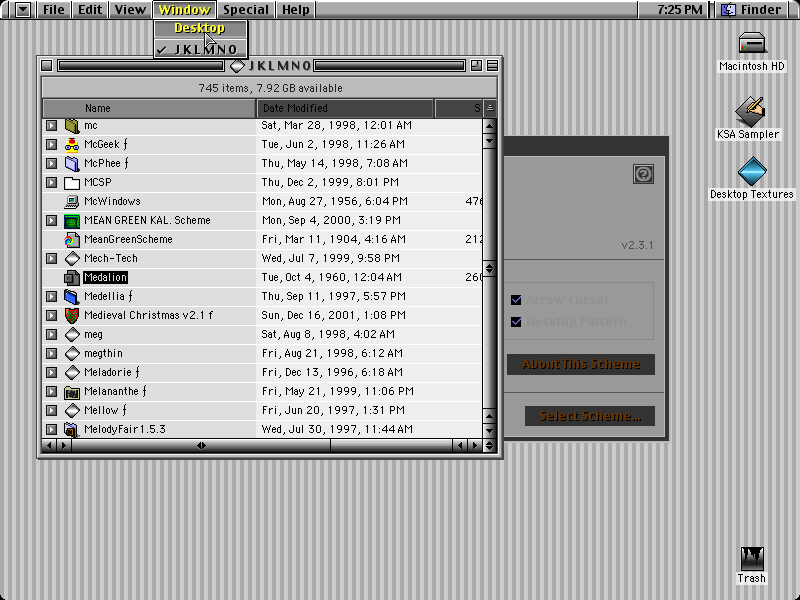 File Edit View Window Special Help 7:25 PM Finder
Desktop
✓ JKLMNO
JKLMNO
745 items, 7.92 GB available
Name Date Modified S
mc Sat, Mar 28, 1998, 12:01 AM
McGeek ƒ Tue, Jun 2, 1998, 11:26 AM
McPhee ƒ Thu, May 14, 1998, 7:08 AM
MCSP Thu, Dec 2, 1999, 8:01 PM
McWindows Mon, Aug 27, 1956, 6:04 PM 476
MEAN GREEN KAL. Scheme Mon, Sep 4, 2000, 3:19 PM
MeanGreenScheme Fri, Mar 11, 1904, 4:16 AM 212
Mech-Tech Wed, Jul 7, 1999, 9:58 PM
Medalion Tue, Oct 4, 1960, 12:04 AM 260
Medellia ƒ Thu, Sep 11, 1997, 5:57 PM
Medieval Christmas v2.1 f Sun, Dec 16, 2001, 1:08 PM
meg Sat, Aug 8, 1998, 4:02 AM
megthin Fri, Aug 21, 1998, 6:12 AM
Meladorie ƒ Fri, Dec 13, 1996, 6:18 AM
Melananthe ƒ Fri, May 21, 1999, 11:06 PM
Mellow ƒ Fri, Jun 20, 1997, 1:31 PM
MelodyFair1.5.3 Wed, Jul 30, 1997, 11:44 AM
v2.3.1
Arrow Cursor
Desktop Pattern
About This Scheme
Select Scheme...
Macintosh HD
KSA Sampler
Desktop Textures
Trash